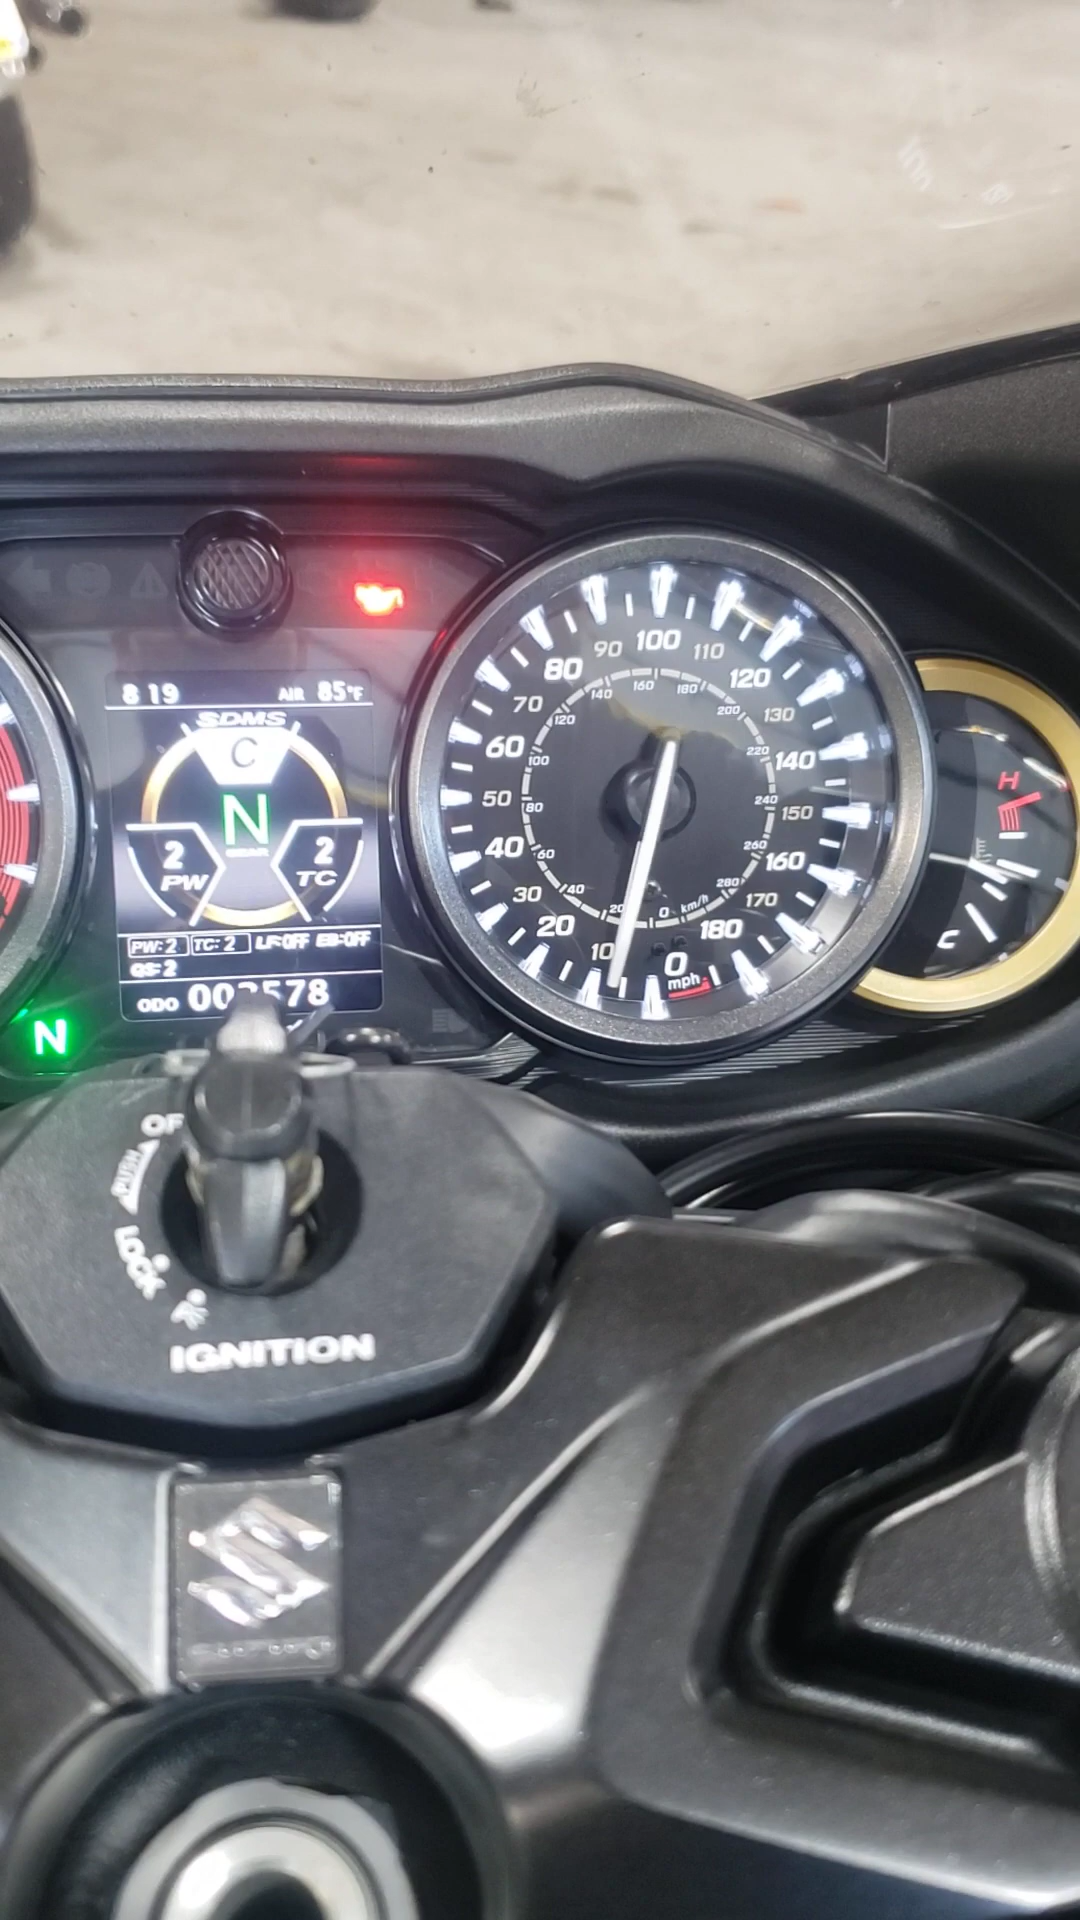 8 19 AIR 85°F
SDMS
C
N
GEAR
2
PW
2
TC
PW: 2 TC: 2 LF:OFF EB:OFF
QS: 2
ODO
N
0
10
20
30
40
50
60
70
80
90
100
110
120
130
140
150
160
170
180
mph
0
20
40
60
80
100
120
140
160
180
200
220
240
260
280
km/h
H
C
PUSH
LOCK
IGNITION